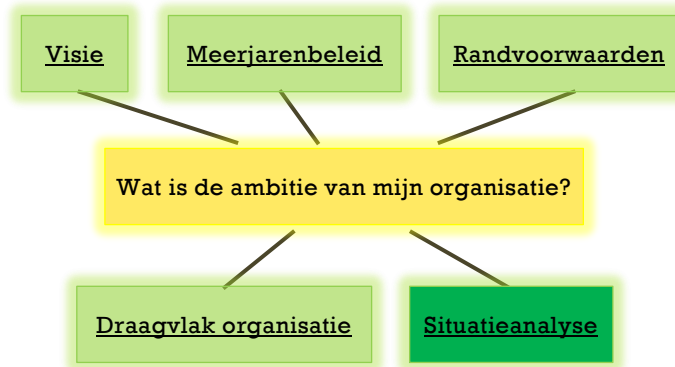 Visie
Meerjarenbeleid
Randvoorwaarden
Wat is de ambitie van mijn organisatie?
Draagvlak organisatie
Situatieanalyse